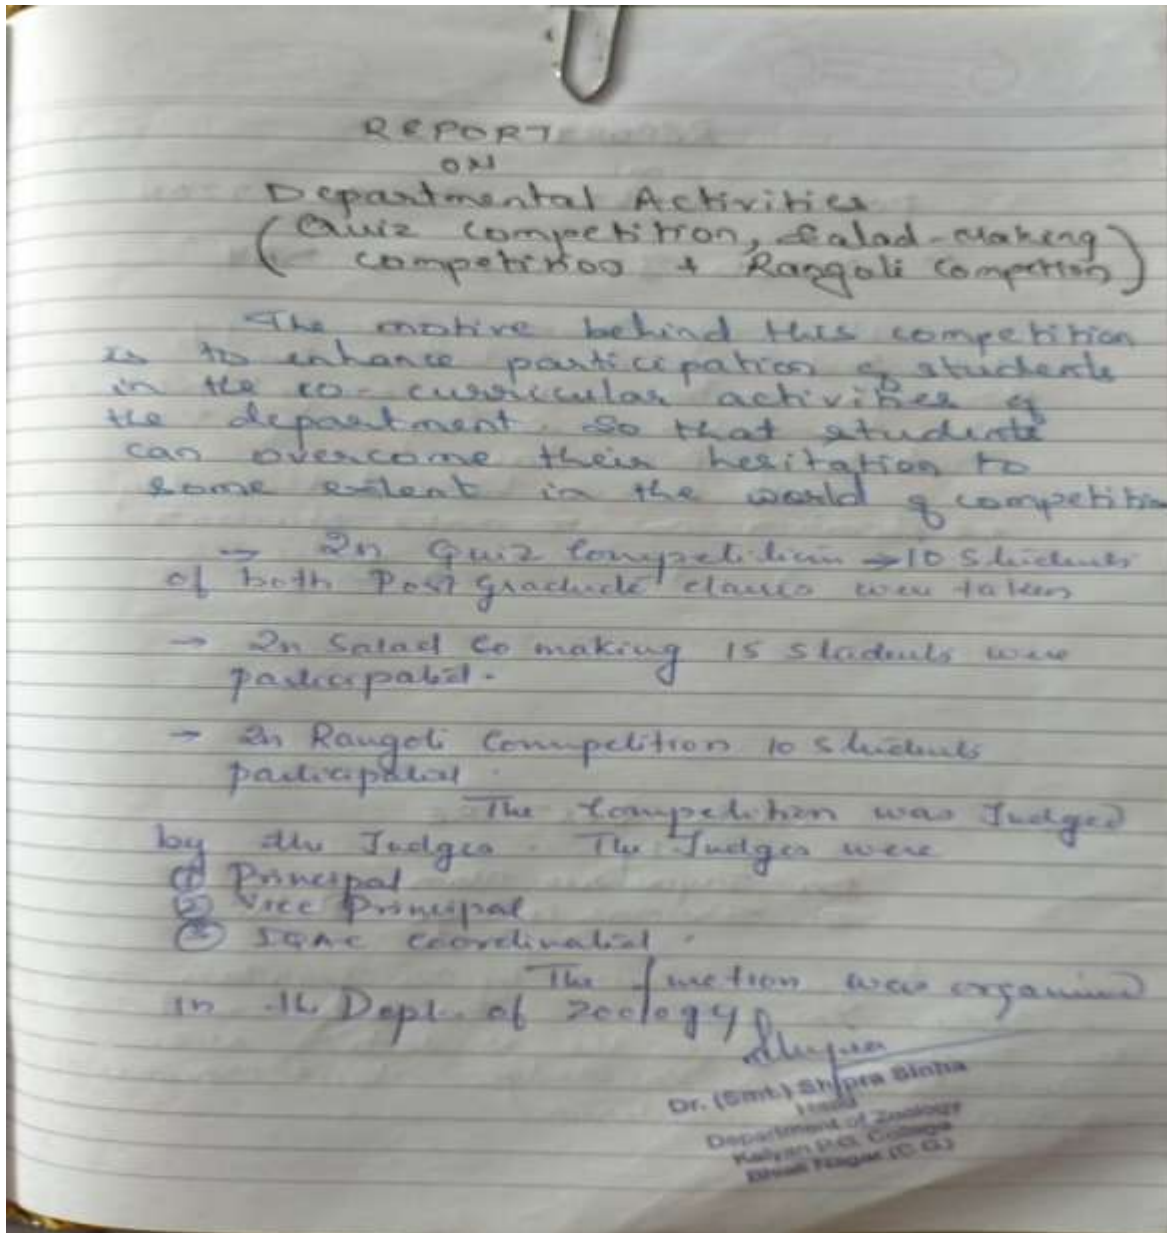 REPORT
ON
Departmental Activities
(Quiz Competition, Salad-Making
Competition + Rangoli Competion)
The motive behind this competition
is to enhance participation of students
in the co-curricular activities of
the department. So that students
can overcome their hesitation to
some extent in the world of competition
→ In Quiz Competition → 10 Students
of both Post Graduate classes were taken
→ In Salad Co making 15 Students were
participated.
→ In Rangoli Competition 10 students
participated.
The Competition was Judged
by the Judges. The Judges were
① Principal
② Vice Principal
③ IQAC Coordinator.
The function was organised
in the Dept. of Zoology
Dr. (Smt.) Shipra Sinha
Head
Department of Zoology
Kalyan P.G. College
Bhilai Nagar (C.G.)